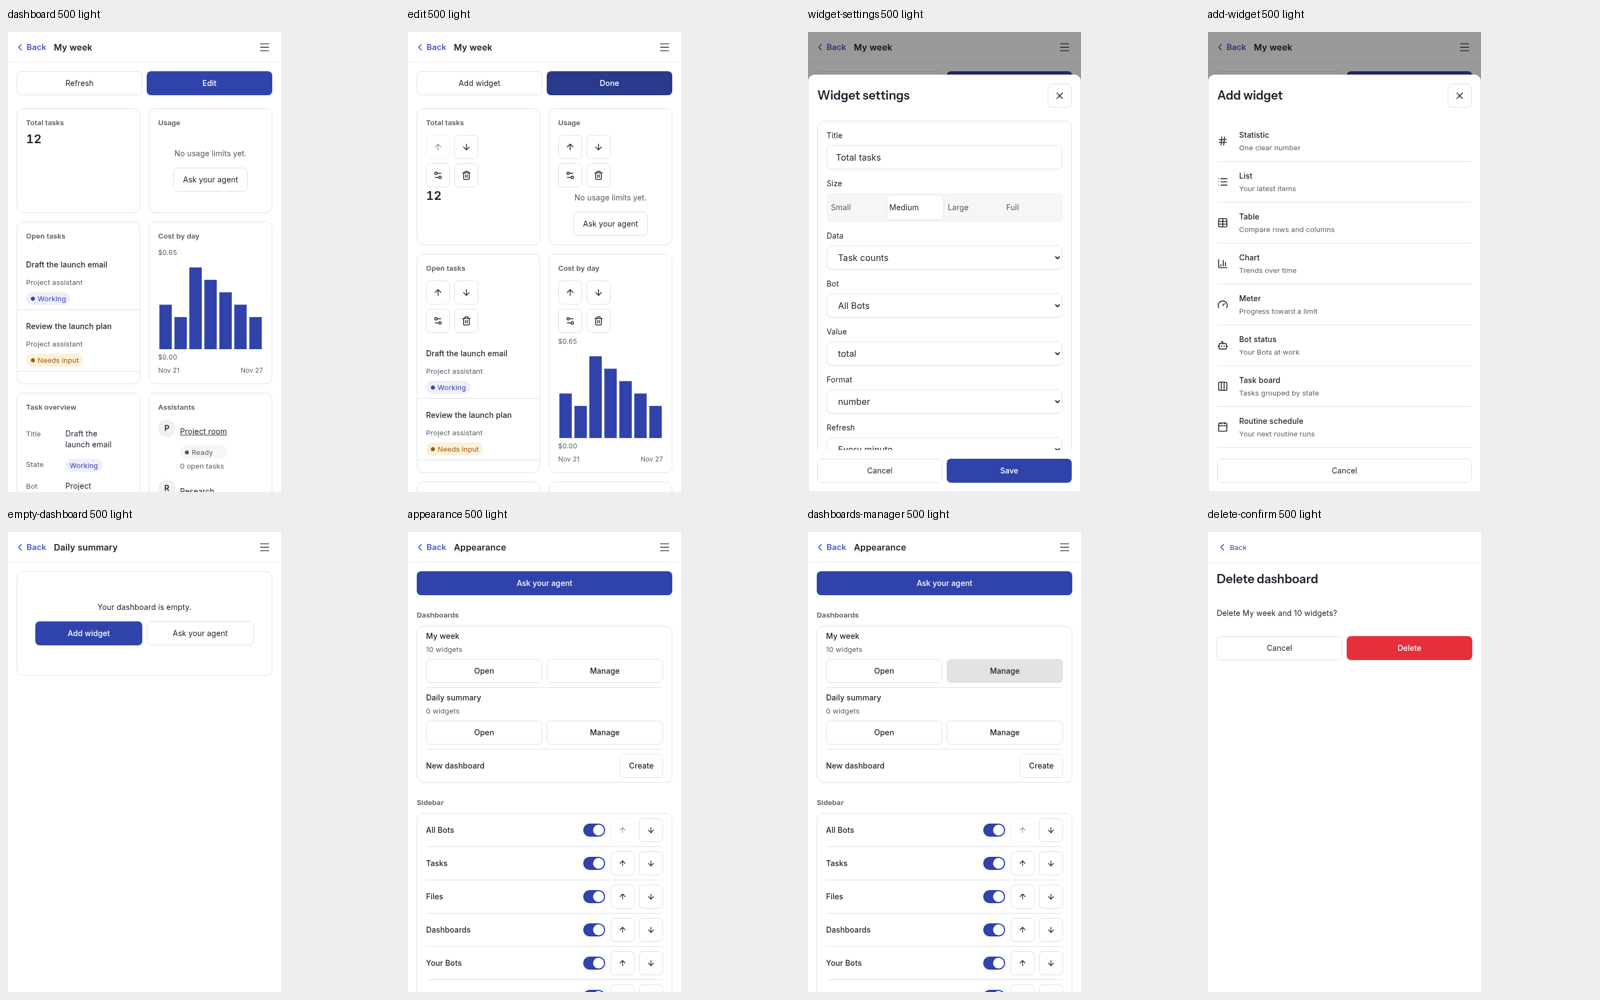 dashboard 500 light
Back My week
Refresh Edit
Total tasks
12
Usage
No usage limits yet.
Ask your agent
Open tasks
Draft the launch email
Project assistant
Working
Review the launch plan
Project assistant
Needs input
Cost by day
$0.65
$0.00
Nov 21 Nov 27
Task overview
Title Draft the
launch email
State Working
Bot Project
Assistants
P Project room
Ready
0 open tasks
R Research
edit 500 light
Back My week
Add widget Done
Total tasks
12
Usage
No usage limits yet.
Ask your agent
Open tasks
Draft the launch email
Project assistant
Working
Review the launch plan
Project assistant
Needs input
Cost by day
$0.65
$0.00
Nov 21 Nov 27
widget-settings 500 light
Back My week
Widget settings
Title
Total tasks
Size
Small Medium Large Full
Data
Task counts
Bot
All Bots
Value
total
Format
number
Refresh
Every minute
Cancel Save
add-widget 500 light
Back My week
Add widget
Statistic
One clear number
List
Your latest items
Table
Compare rows and columns
Chart
Trends over time
Meter
Progress toward a limit
Bot status
Your Bots at work
Task board
Tasks grouped by state
Routine schedule
Your next routine runs
Cancel
empty-dashboard 500 light
Back Daily summary
Your dashboard is empty.
Add widget Ask your agent
appearance 500 light
Back Appearance
Ask your agent
Dashboards
My week
10 widgets
Open Manage
Daily summary
0 widgets
Open Manage
New dashboard Create
Sidebar
All Bots
Tasks
Files
Dashboards
Your Bots
dashboards-manager 500 light
Back Appearance
Ask your agent
Dashboards
My week
10 widgets
Open Manage
Daily summary
0 widgets
Open Manage
New dashboard Create
Sidebar
All Bots
Tasks
Files
Dashboards
Your Bots
delete-confirm 500 light
Back
Delete dashboard
Delete My week and 10 widgets?
Cancel Delete